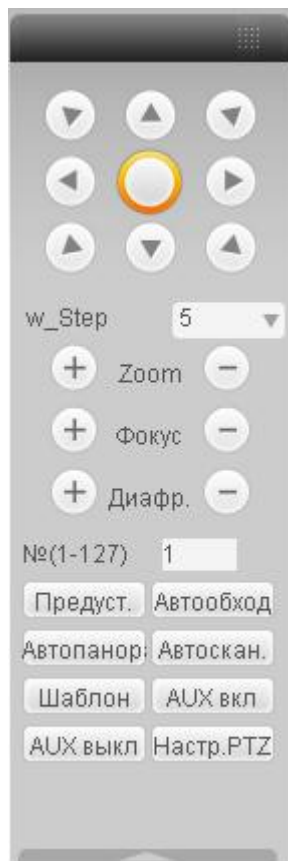 w_Step 5
+ Zoom −
+ Фокус −
+ Диафр. −
№(1-127) 1
Предуст. Автообход
Автопанор Автоскан.
Шаблон AUX вкл
AUX выкл Настр.PTZ